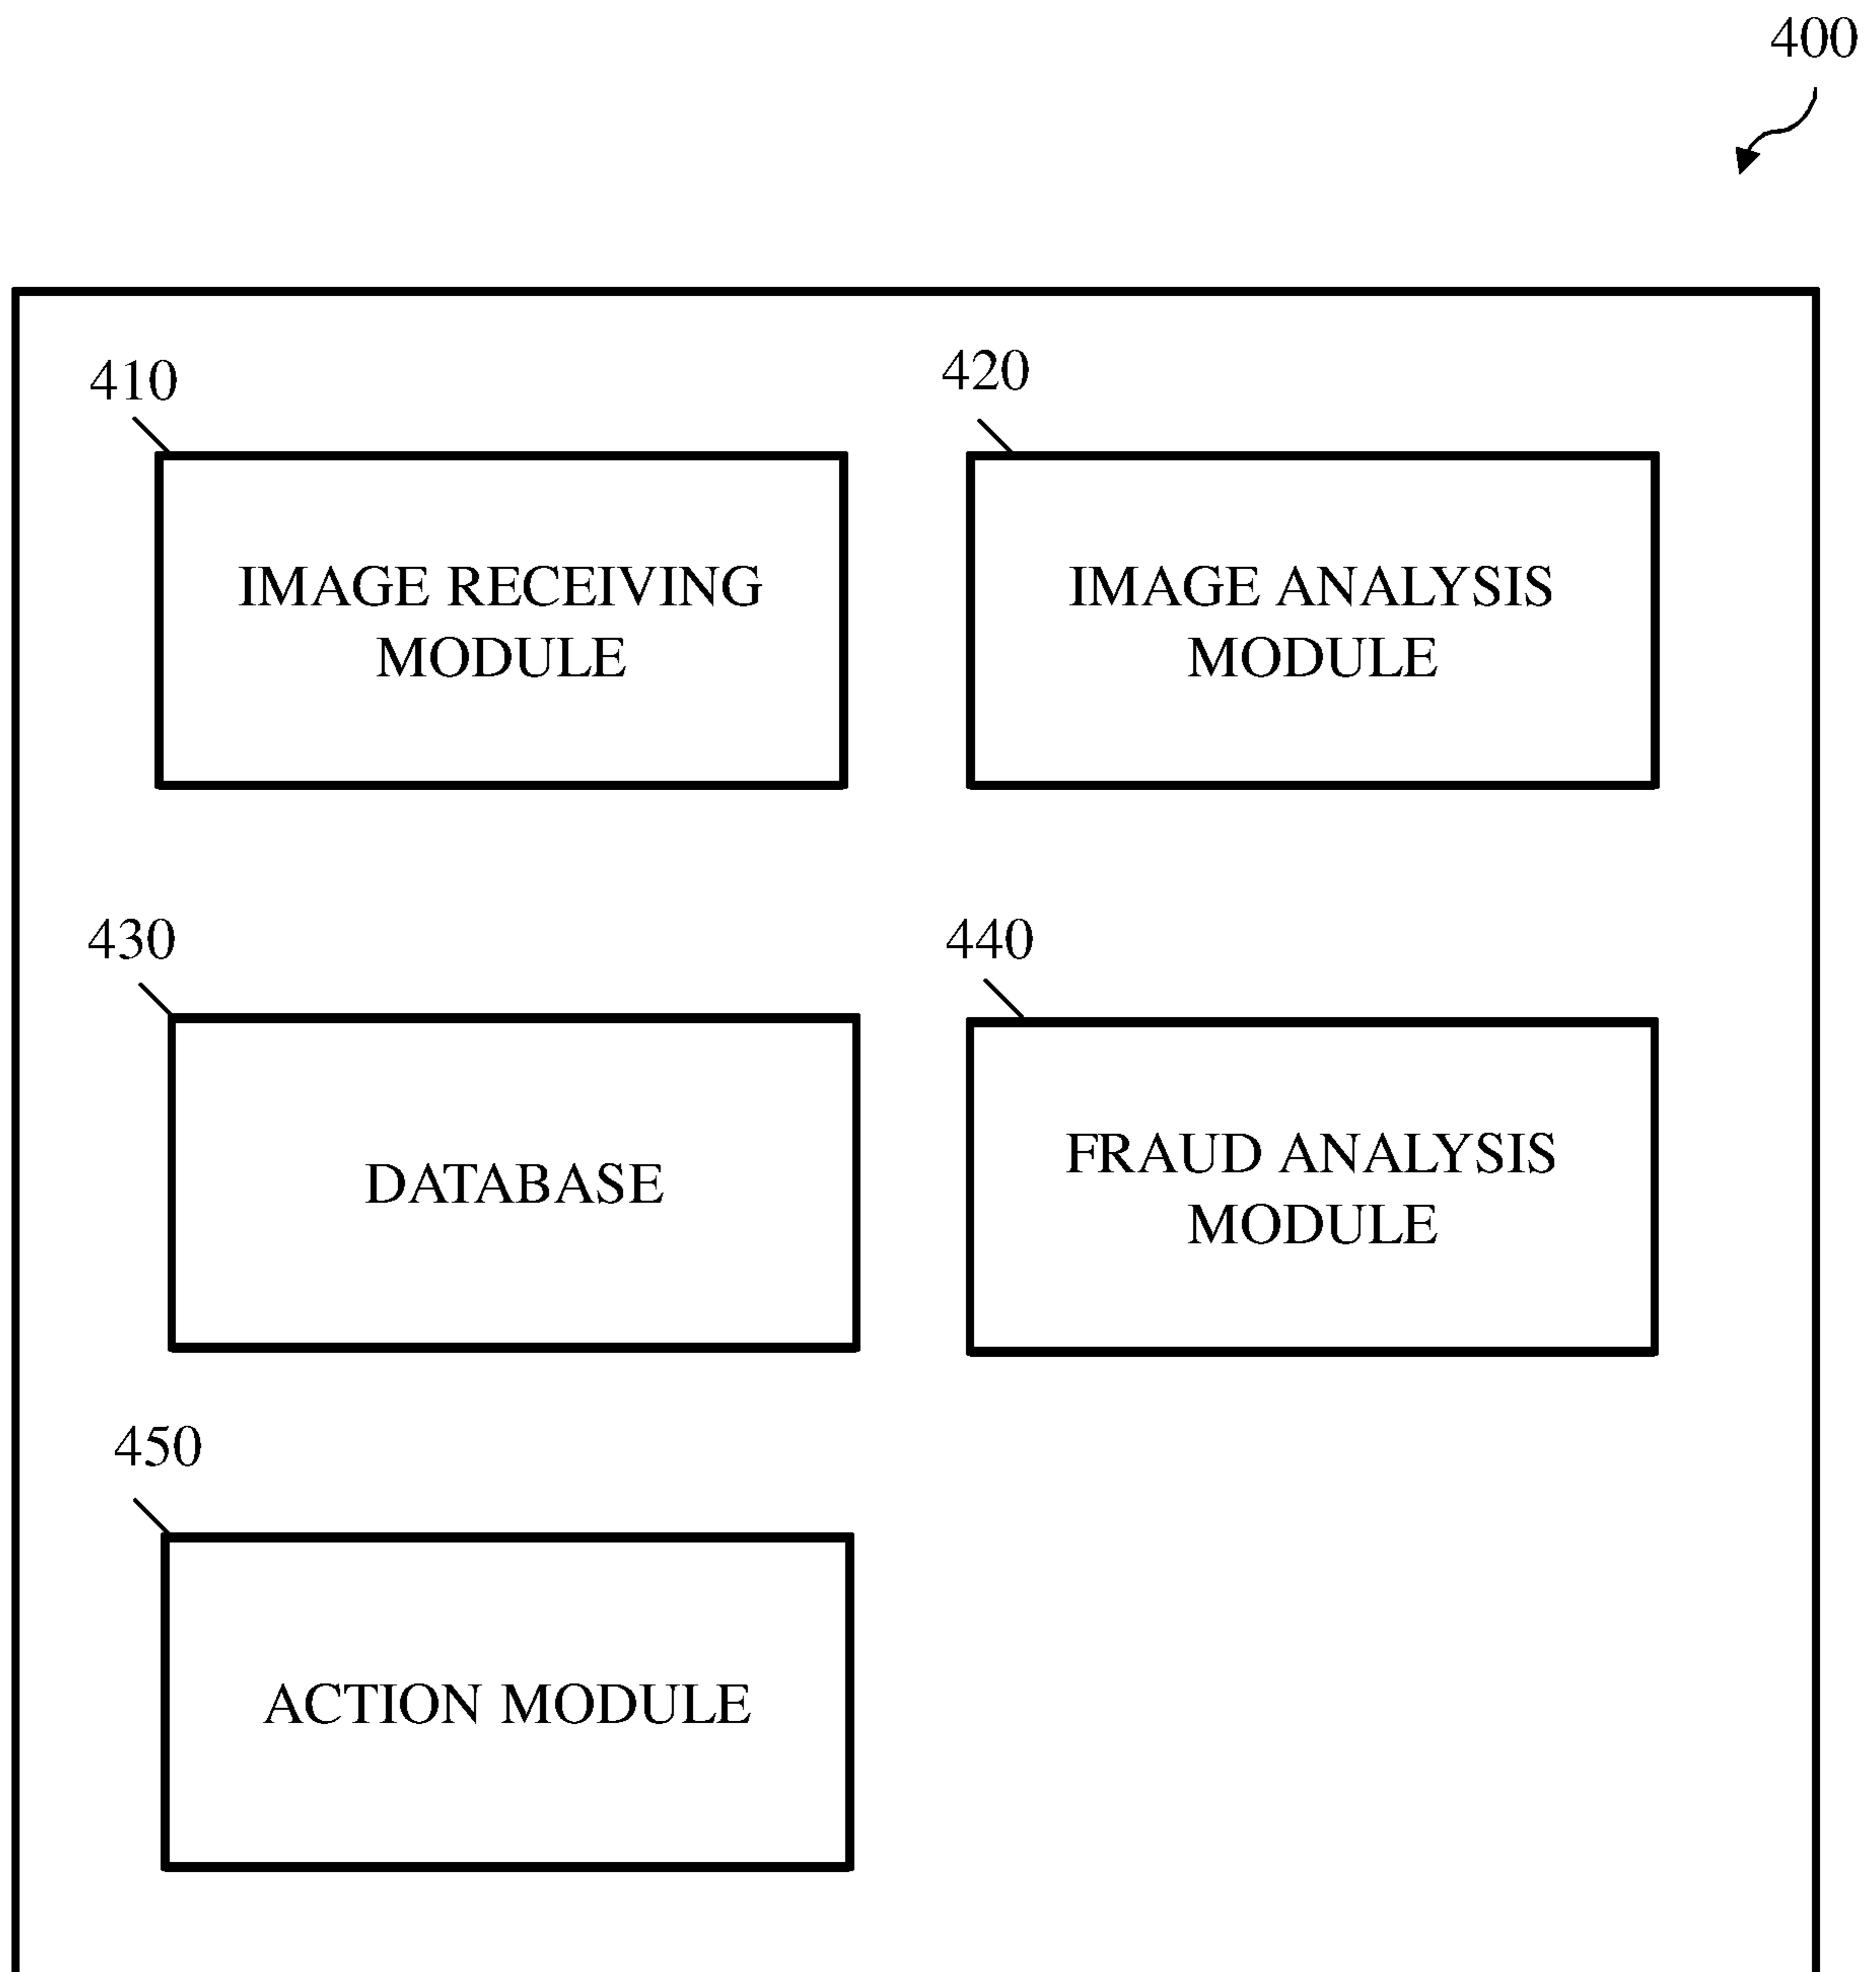 400
410
IMAGE RECEIVING
MODULE
420
IMAGE ANALYSIS
MODULE
430
DATABASE
440
FRAUD ANALYSIS
MODULE
450
ACTION MODULE